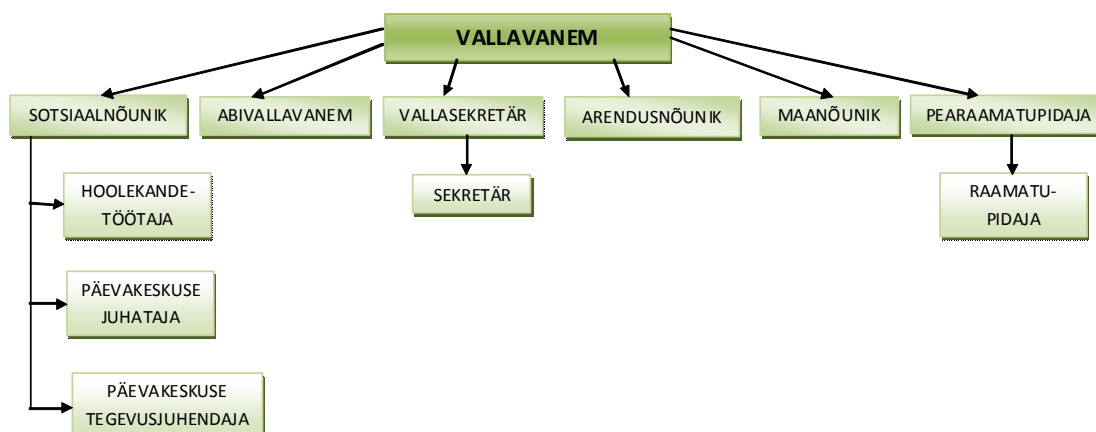 VALLAVANEM
SOTSIAALNÕUNIK
ABIVALLAVANEM
VALLASEKRETÄR
ARENDUSNÕUNIK
MAANÕUNIK
PEARAAMATUPIDAJA
HOOLEKANDE-
TÖÖTAJA
SEKRETÄR
RAAMATU-
PIDAJA
PÄEVAKESKUSE
JUHATAJA
PÄEVAKESKUSE
TEGEVUSJUHENDAJA